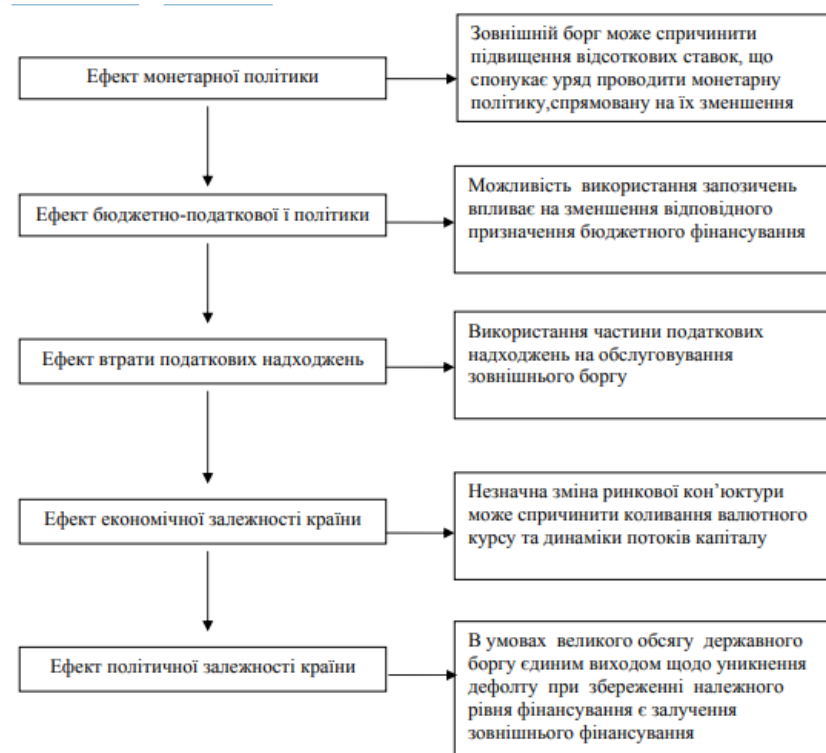 Ефект монетарної політики
Зовнішній борг може спричинити
підвищення відсоткових ставок, що
спонукає уряд проводити монетарну
політику,спрямовану на їх зменшення
Ефект бюджетно-податкової ї політики
Можливість використання запозичень
впливає на зменшення відповідного
призначення бюджетного фінансування
Ефект втрати податкових надходжень
Використання частини податкових
надходжень на обслуговування
зовнішнього боргу
Ефект економічної залежності країни
Незначна зміна ринкової кон’юктури
може спричинити коливання валютного
курсу та динаміки потоків капіталу
Ефект політичної залежності країни
В умовах великого обсягу державного
боргу єдиним виходом щодо уникнення
дефолту при збереженні належного
рівня фінансування є залучення
зовнішнього фінансування